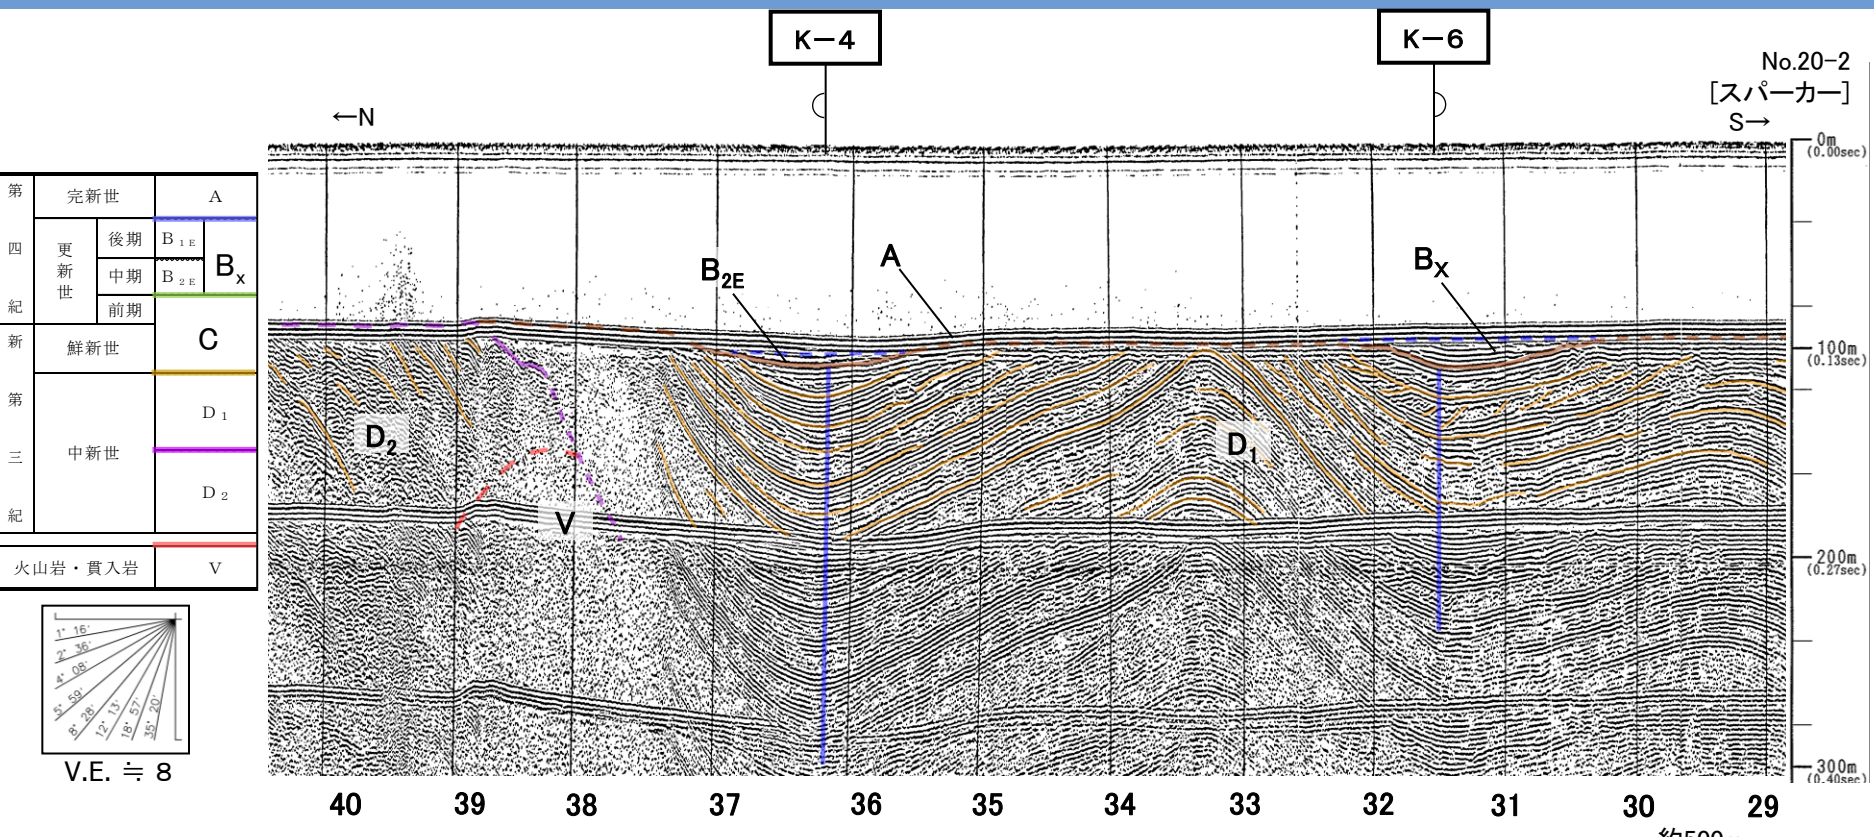 K－4
K－6
No.20-2
[スパーカー]
←N
S→
0m
(0.00sec)
100m
(0.13sec)
200m
(0.27sec)
300m
(0.40sec)
B2E
A
BX
D2
D1
V
第四紀
完新世
A
更新世
後期
B1E
中期
B2E
Bx
前期
新第三紀
鮮新世
C
中新世
D1
D2
火山岩・貫入岩
V
1° 16'
2° 36'
4° 08'
5° 59'
8° 28'
12° 13'
18° 57'
35° 20'
V.E. ≒ 8
40 39 38 37 36 35 34 33 32 31 30 29